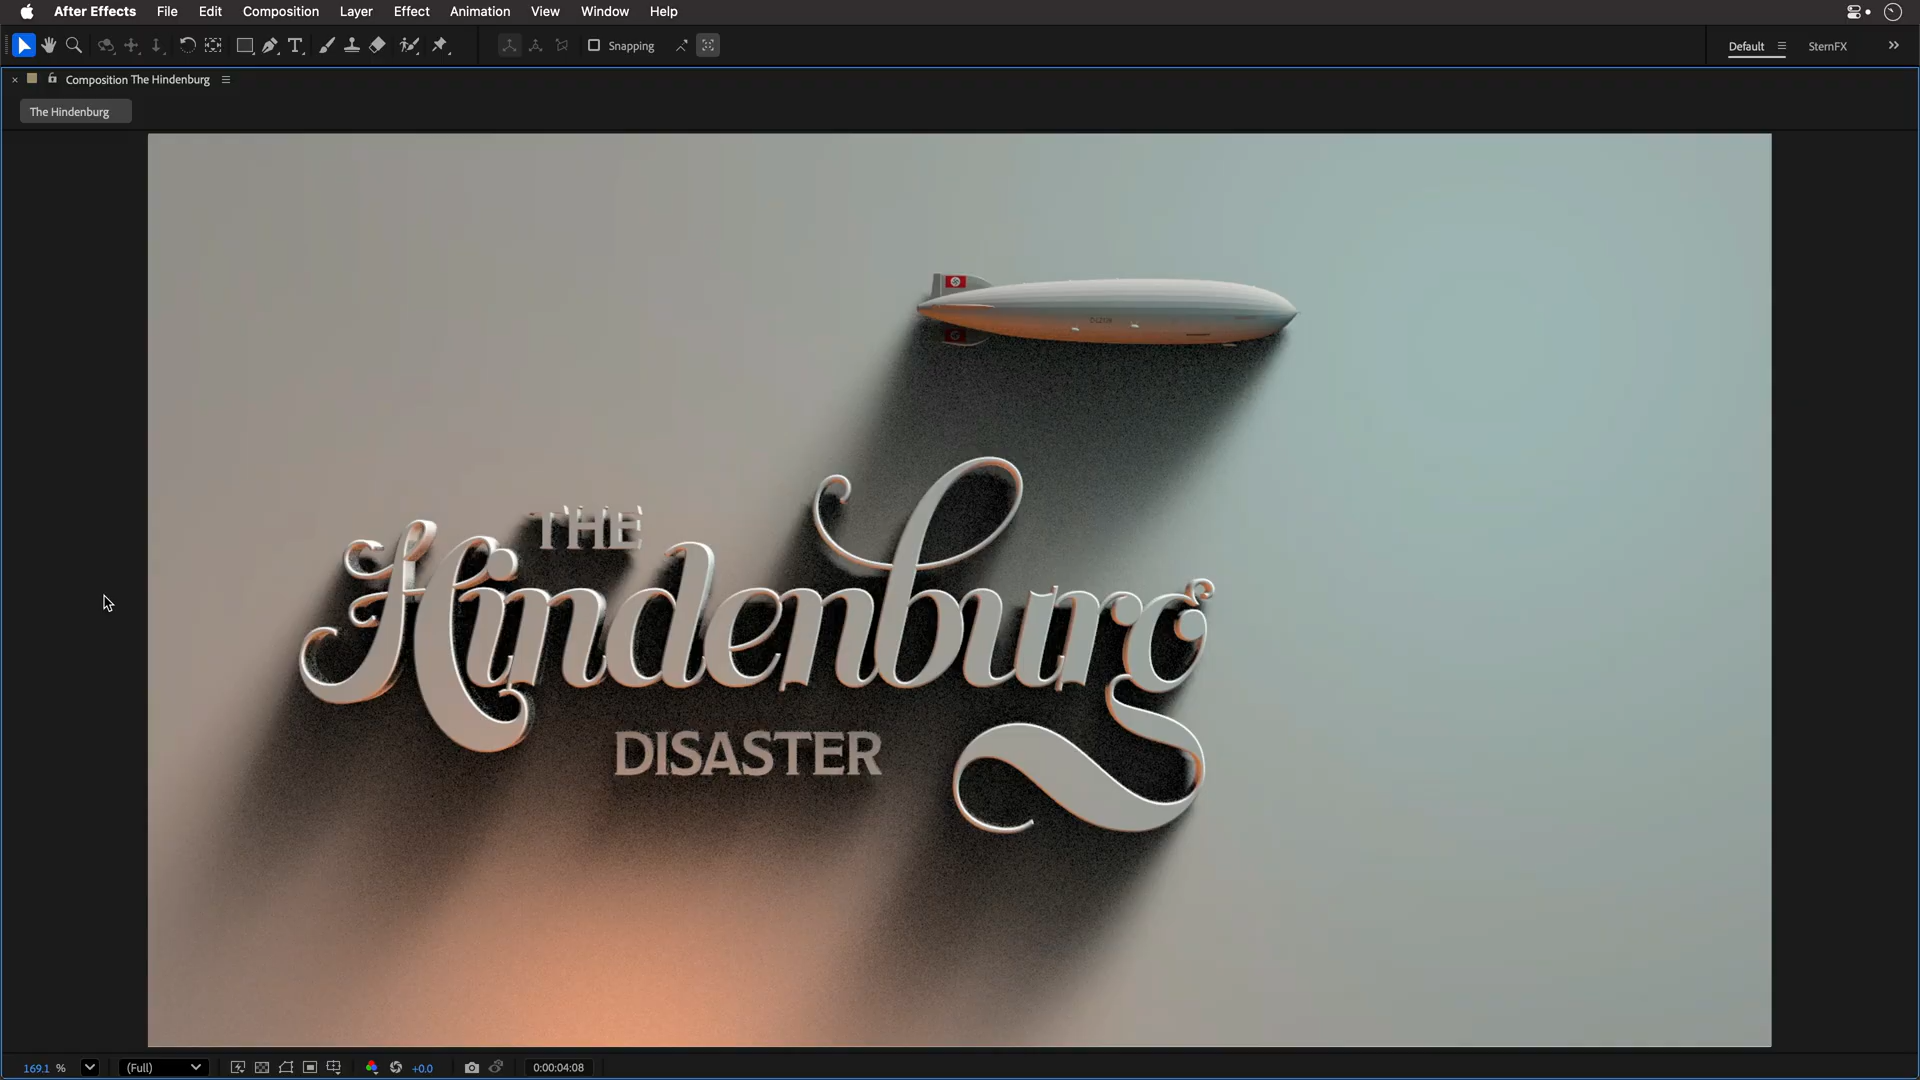 After Effects File Edit Composition Layer Effect Animation View Window Help
Snapping Default SternFX
Composition The Hindenburg
The Hindenburg
THE
Hindenburg
DISASTER
169.1 % (Full) +0.0 0:00:04:08